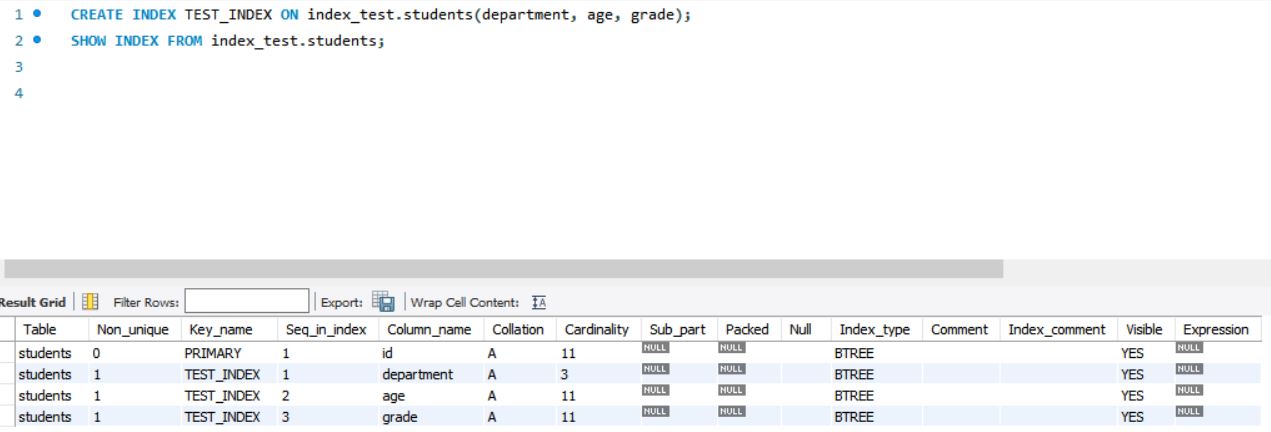 1 CREATE INDEX TEST_INDEX ON index_test.students(department, age, grade);
2 SHOW INDEX FROM index_test.students;
3
4
Result Grid Filter Rows: Export: Wrap Cell Content: IA
Table Non_unique Key_name Seq_in_index Column_name Collation Cardinality Sub_part Packed Null Index_type Comment Index_comment Visible Expression
students 0 PRIMARY 1 id A 11 NULL NULL BTREE YES NULL
students 1 TEST_INDEX 1 department A 3 NULL NULL BTREE YES NULL
students 1 TEST_INDEX 2 age A 11 NULL NULL BTREE YES NULL
students 1 TEST_INDEX 3 grade A 11 NULL NULL BTREE YES NULL